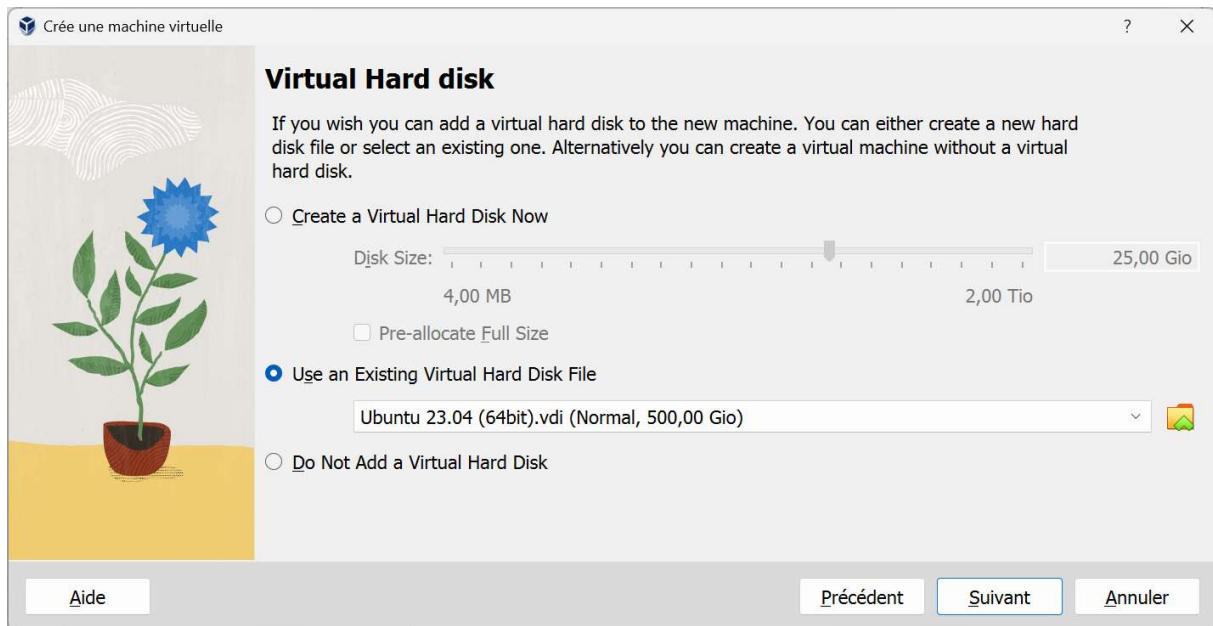 Crée une machine virtuelle
?
Virtual Hard disk
If you wish you can add a virtual hard disk to the new machine. You can either create a new hard
disk file or select an existing one. Alternatively you can create a virtual machine without a virtual
hard disk.
Create a Virtual Hard Disk Now
Disk Size:
25,00 Gio
4,00 MB 2,00 Tio
Pre-allocate Full Size
Use an Existing Virtual Hard Disk File
Ubuntu 23.04 (64bit).vdi (Normal, 500,00 Gio)
Do Not Add a Virtual Hard Disk
Aide Précédent Suivant Annuler